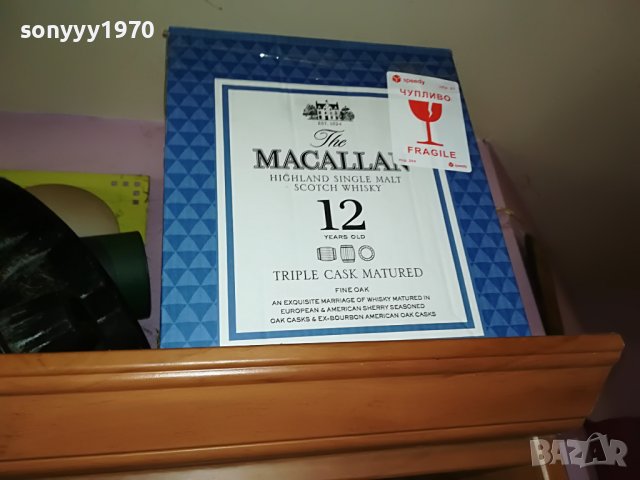 sonyyy1970
speedy
ЧУПЛИВО
FRAGILE
speedy
EST. 1824
The
MACALLAN
HIGHLAND SINGLE MALT
SCOTCH WHISKY
12
YEARS OLD
TRIPLE CASK MATURED
FINE OAK
AN EXQUISITE MARRIAGE OF WHISKY MATURED IN
EUROPEAN & AMERICAN SHERRY SEASONED
OAK CASKS & EX-BOURBON AMERICAN OAK CASKS
BAZAR